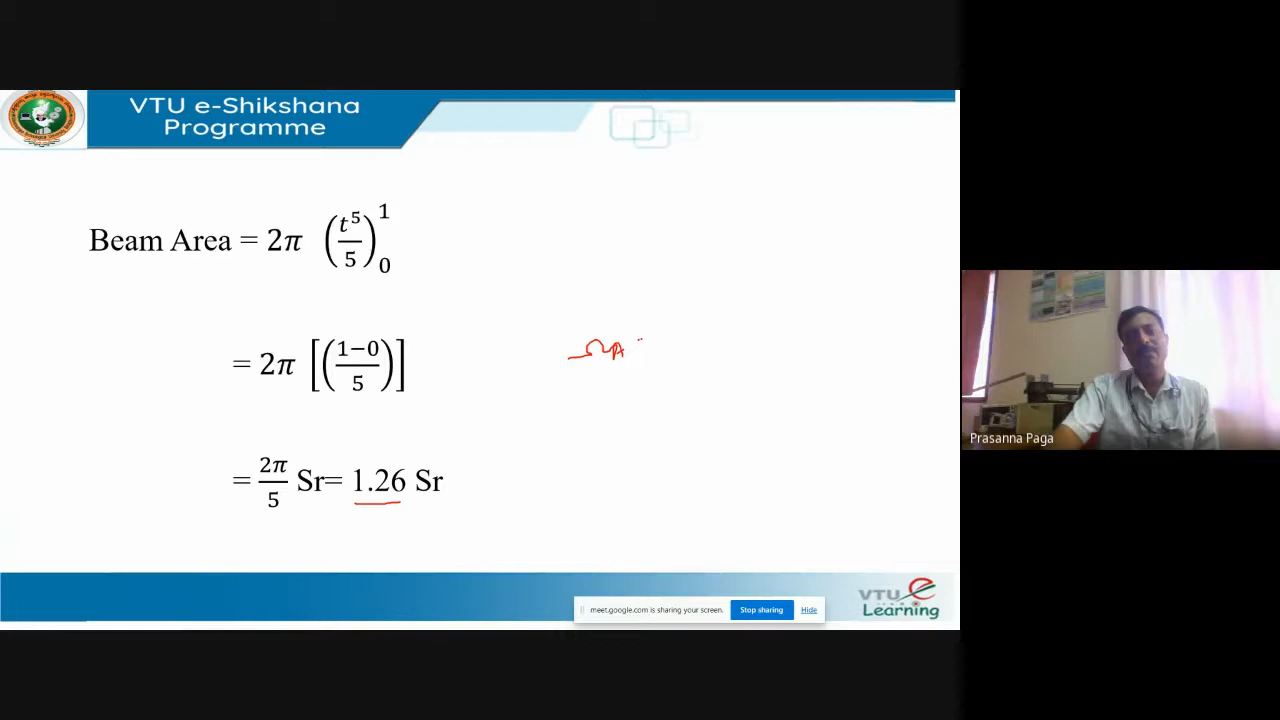 VTU e-Shikshana
Programme
Beam Area = 2π (t⁵/5)₀¹
= 2π [((1−0)/5)]
Ω_A
= 2π/5 Sr= 1.26 Sr
Prasanna Paga
meet.google.com is sharing your screen. Stop sharing Hide
VTU e
Learning